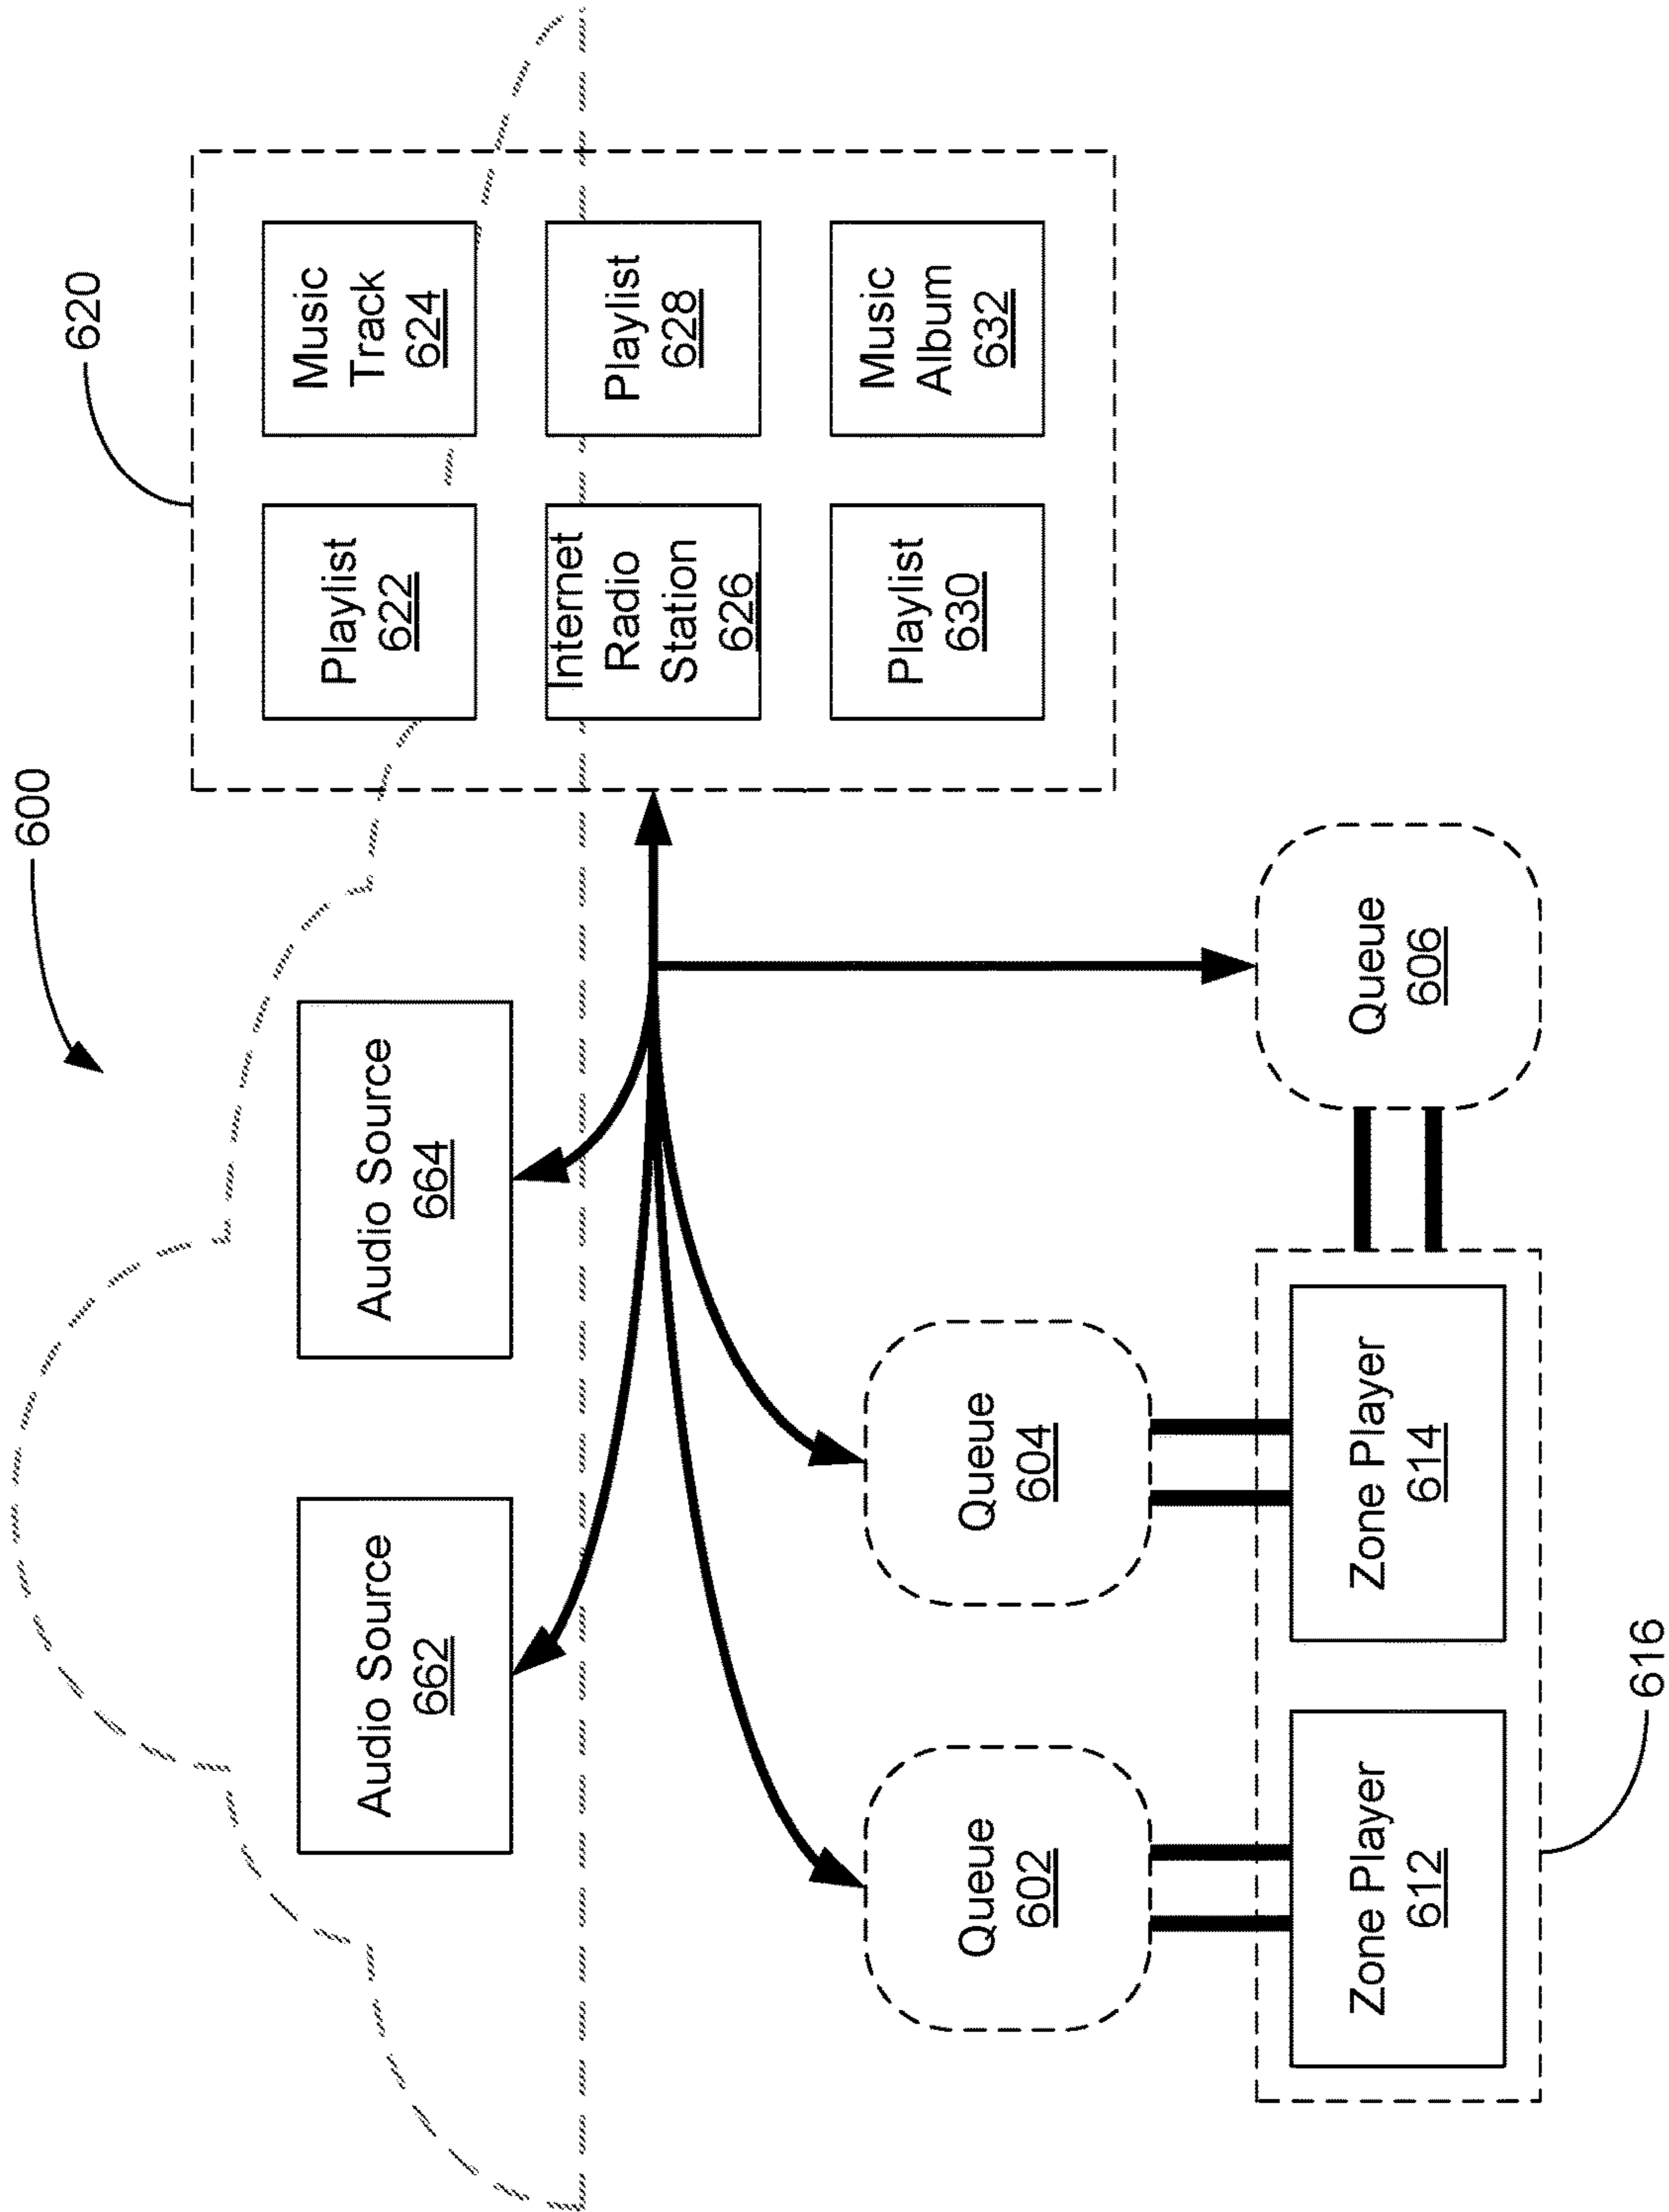 600
620
Audio Source
662
Audio Source
664
Playlist
622
Music
Track
624
Internet
Radio
Station
626
Playlist
628
Playlist
630
Music
Album
632
Queue
602
Queue
604
Queue
606
Zone Player
612
Zone Player
614
616